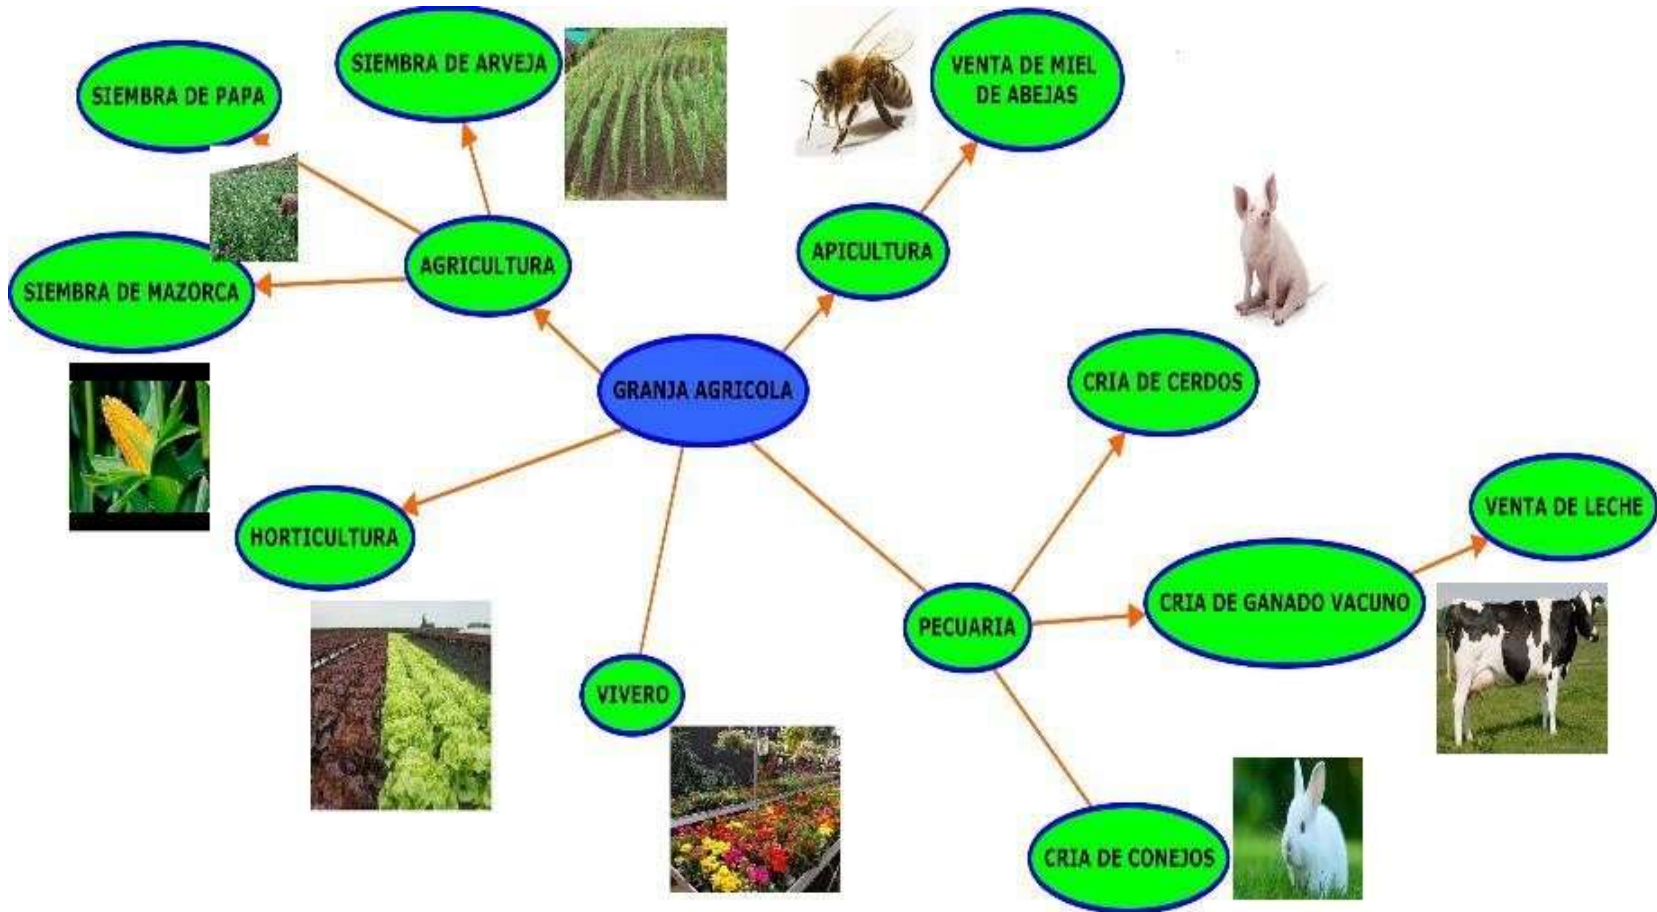 SIEMBRA DE ARVEJA
SIEMBRA DE PAPA
VENTA DE MIEL
DE ABEJAS
APICULTURA
AGRICULTURA
SIEMBRA DE MAZORCA
GRANJA AGRICOLA
CRIA DE CERDOS
VENTA DE LECHE
HORTICULTURA
CRIA DE GANADO VACUNO
PECUARIA
VIVERO
CRIA DE CONEJOS